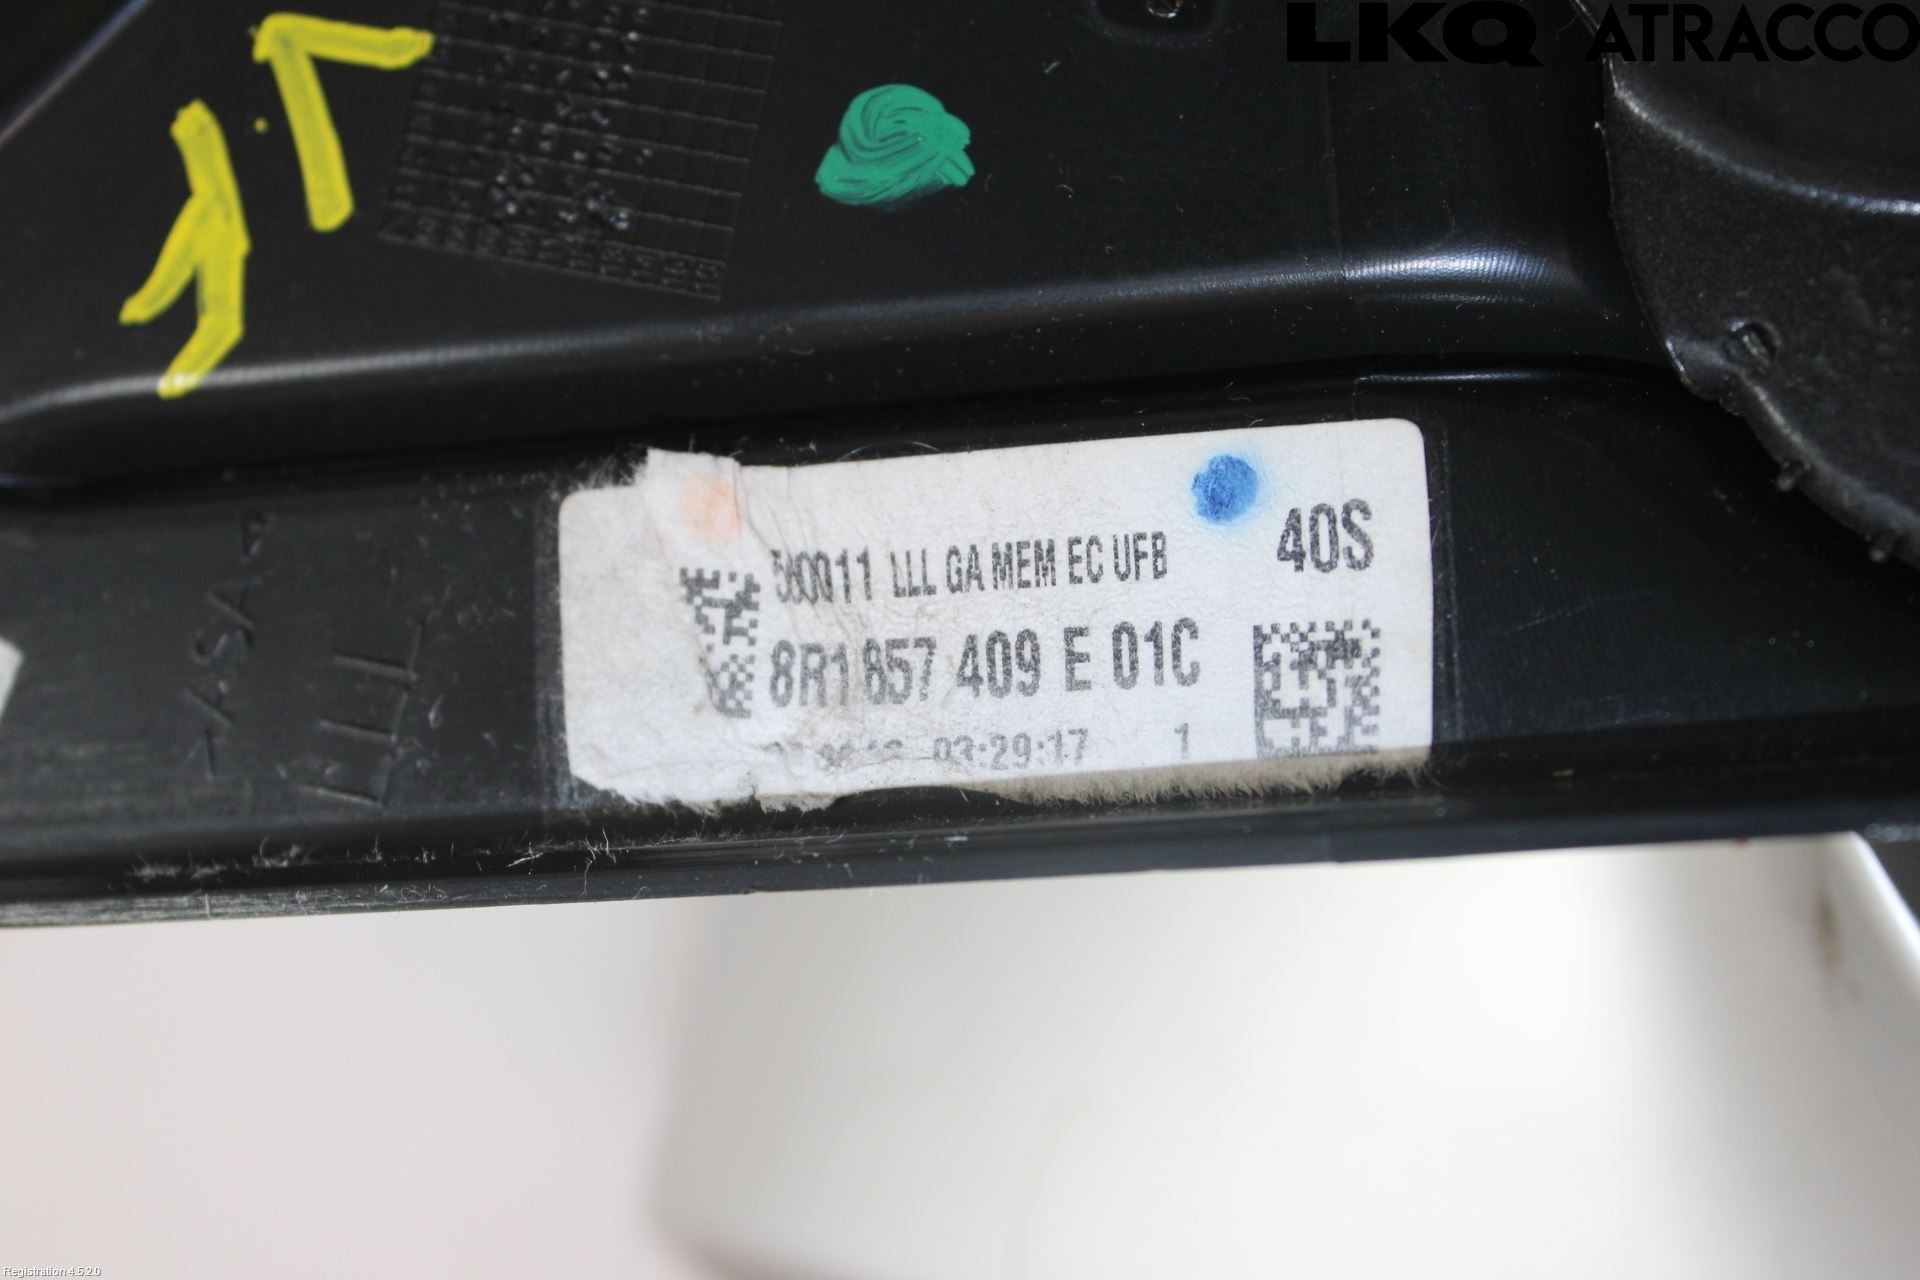 LKQ ATRACCO
LLL GA MEM EC UFB
40S
8R1 857 409 E 01C
03:29:17 1
>ASA<
Registration 4.5.2.0